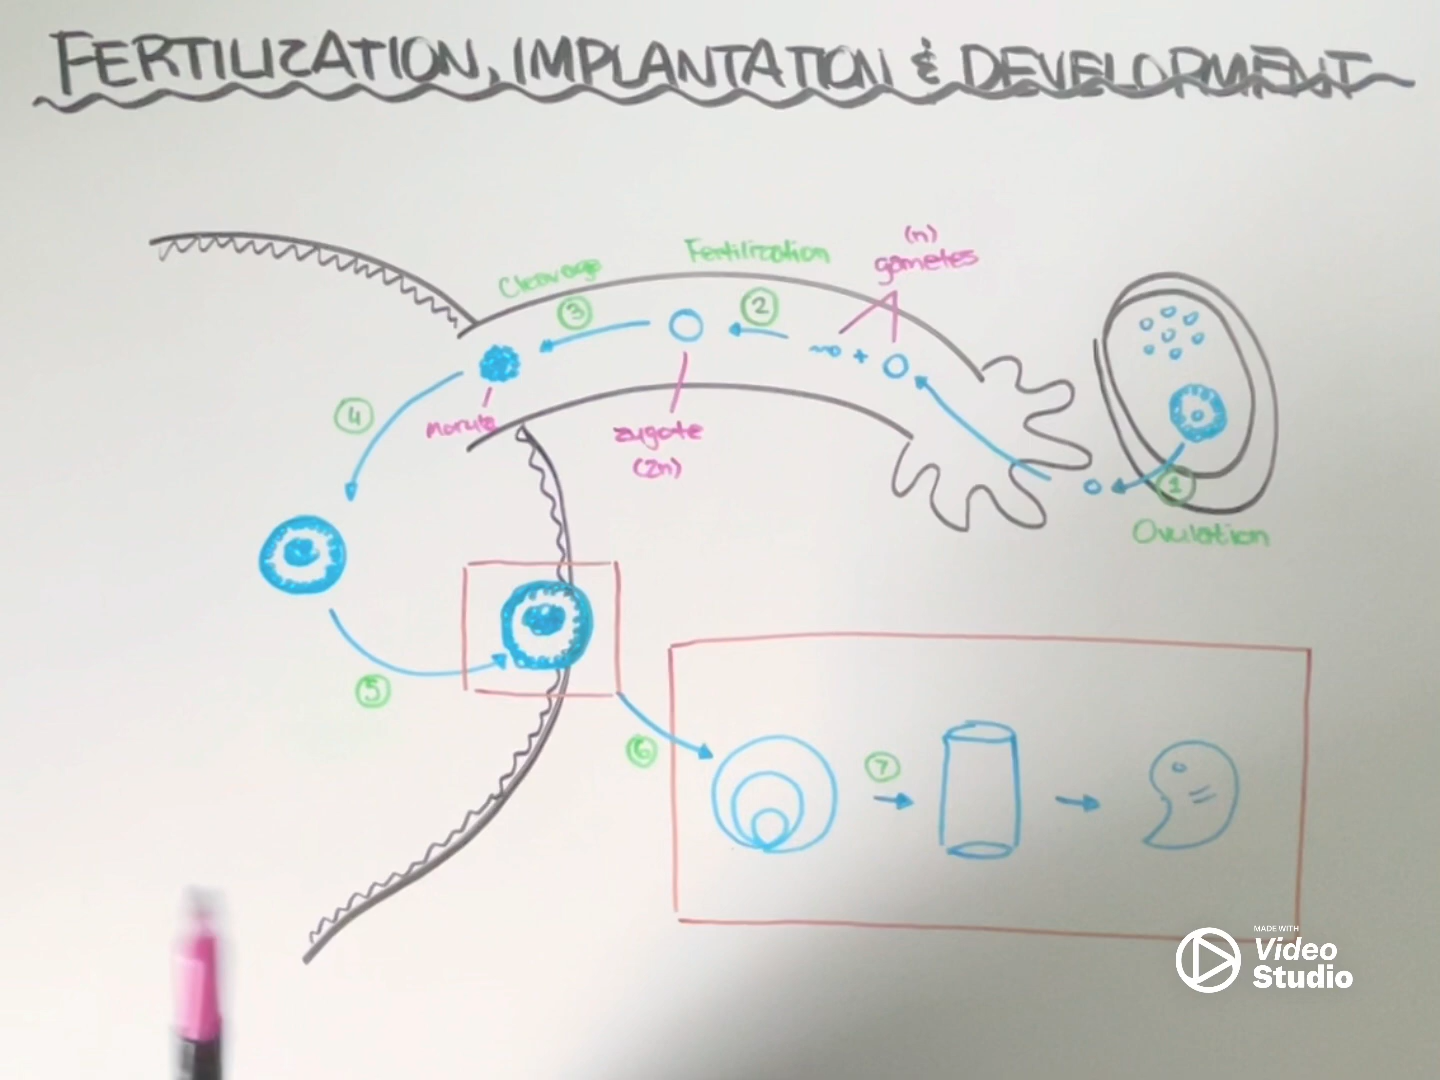 FERTILIZATION, IMPLANTATION & DEVELOPMENT
(n)
gametes
Fertilization
Cleavage
3
2
4
Morula
zygote
(2n)
1
Ovulation
5
6
7
MADE WITH
Video
Studio